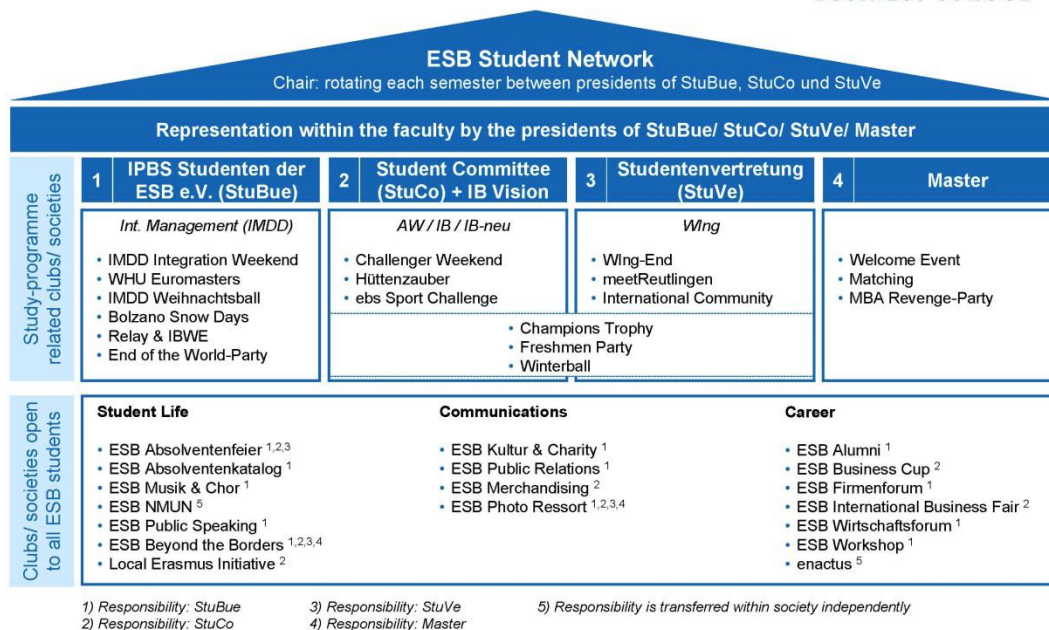 ESB Student Network
Chair: rotating each semester between presidents of StuBue, StuCo und StuVe
Representation within the faculty by the presidents of StuBue/ StuCo/ StuVe/ Master
Study-programme
related clubs/ societies
1
IPBS Studenten der
ESB e.V. (StuBue)
Int. Management (IMDD)
• IMDD Integration Weekend
• WHU Euromasters
• IMDD Weihnachtsball
• Bolzano Snow Days
• Relay & IBWE
• End of the World-Party
2
Student Committee
(StuCo) + IB Vision
AW / IB / IB-neu
• Challenger Weekend
• Hüttenzauber
• ebs Sport Challenge
3
Studentenvertretung
(StuVe)
WIng
• WIng-End
• meetReutlingen
• International Community
• Champions Trophy
• Freshmen Party
• Winterball
4
Master
• Welcome Event
• Matching
• MBA Revenge-Party
Clubs/ societies open
to all ESB students
Student Life
• ESB Absolventenfeier 1,2,3
• ESB Absolventenkatalog 1
• ESB Musik & Chor 1
• ESB NMUN 5
• ESB Public Speaking 1
• ESB Beyond the Borders 1,2,3,4
• Local Erasmus Initiative 2
Communications
• ESB Kultur & Charity 1
• ESB Public Relations 1
• ESB Merchandising 2
• ESB Photo Ressort 1,2,3,4
Career
• ESB Alumni 1
• ESB Business Cup 2
• ESB Firmenforum 1
• ESB International Business Fair 2
• ESB Wirtschaftsforum 1
• ESB Workshop 1
• enactus 5
1) Responsibility: StuBue
2) Responsibility: StuCo
3) Responsibility: StuVe
4) Responsibility: Master
5) Responsibility is transferred within society independently